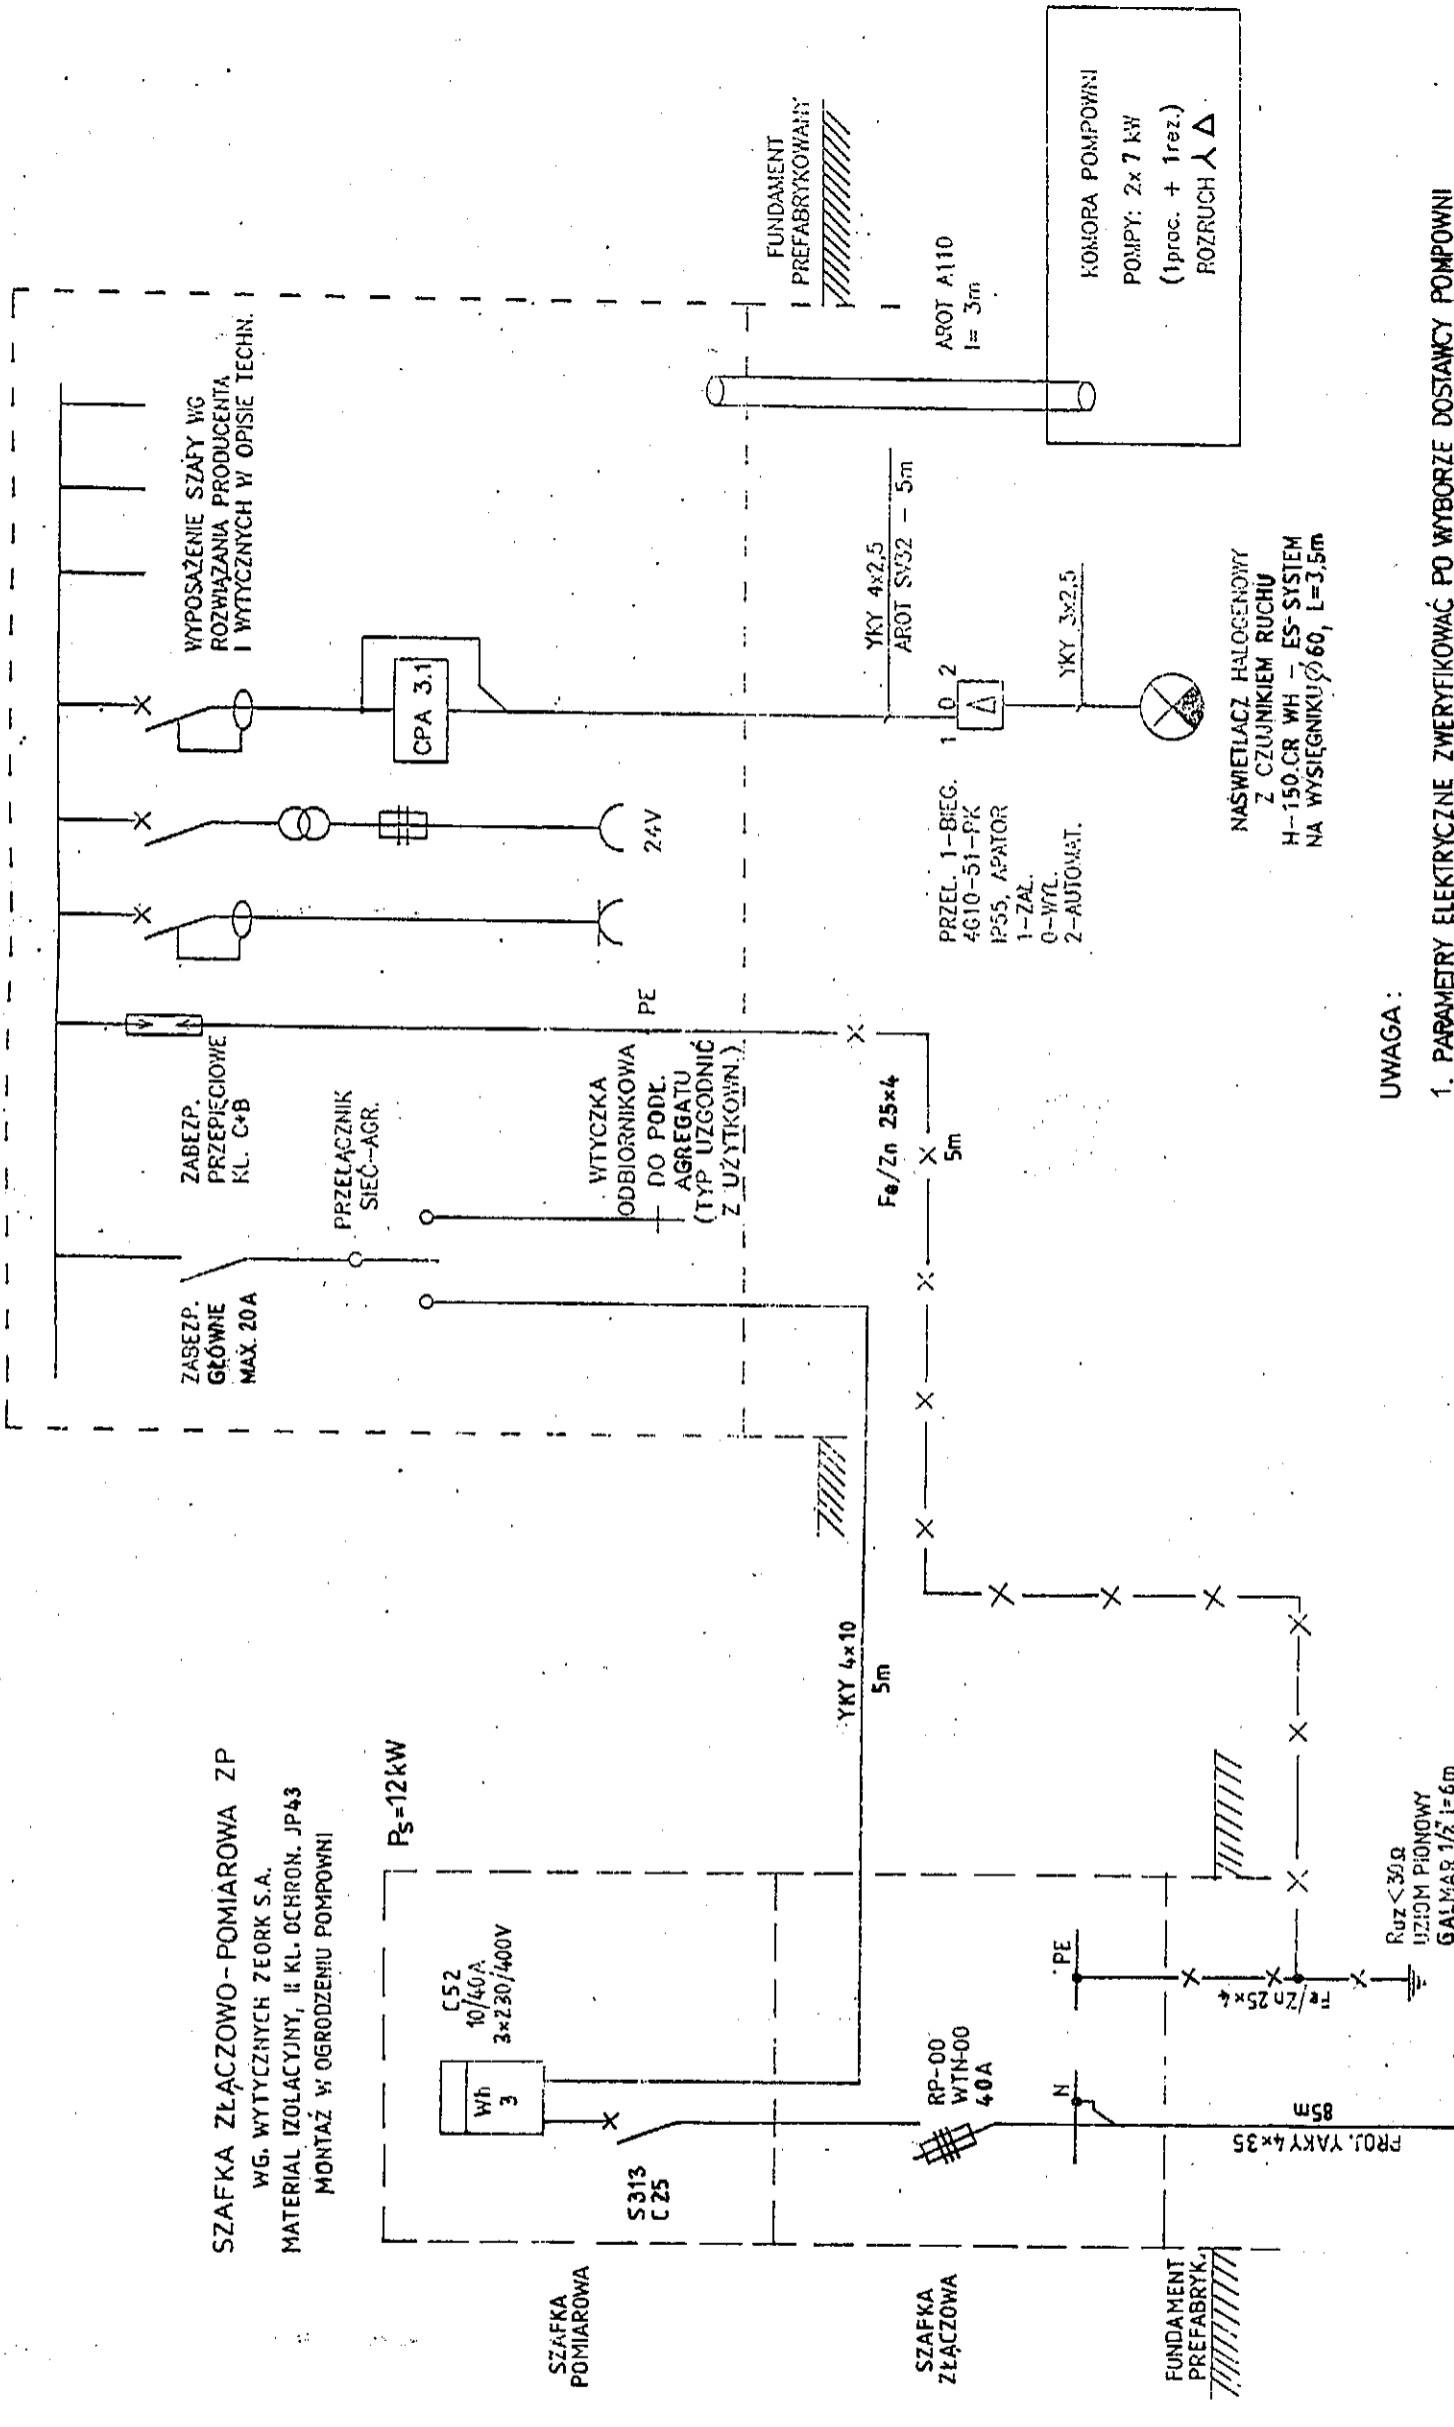 SZAFKA ZŁĄCZOWO-POMIAROWA ZP
WG. WYTYCZNYCH ZEORK S.A.
MATERIAŁ IZOLACYJNY, II KL. OCHRON. JP43
MONTAŻ W OGRODZENIU POMPOWNI
Ps=12kW
SZAFKA
POMIAROWA
C52
10/40A
3×230/400V
Wh
3
S313
C25
SZAFKA
ZŁĄCZOWA
RP-00
WTN-00
40A
N
PE
FUNDAMENT
PREFABRYK.
PROJ. YAKY 4×35
85m
Fe/Zn 25×4
Ruz<30Ω
UZIOM PIONOWY
GALMAR 1/2" l=6m
YKY 4×10
5m
ZABEZP.
GŁÓWNE
MAX. 20A
ZABEZP.
PRZEPIĘCIOWE
KL. C+B
PRZEŁĄCZNIK
SIEĆ-AGR.
WTYCZKA
ODBIORNIKOWA
DO PODŁ.
AGREGATU
(TYP UZGODNIĆ
Z UŻYTKOWN.)
PE
Fe/Zn 25×4
5m
24V
CPA 3.1
WYPOSAŻENIE SZAFY WG
ROZWIĄZANIA PRODUCENTA
I WYTYCZNYCH W OPISIE TECHN.
FUNDAMENT
PREFABRYKOWANY
AROT A110
l= 3m
YKY 4x2,5
AROT SV32 - 5m
1 0 2
PRZEŁ. 1-BIEG.
4G10-51-PK
IP55, APATOR
1-ZAŁ.
0-WYŁ.
2-AUTOMAT.
YKY 3x2,5
NAŚWIETLACZ HALOGENOWY
Z CZUJNIKIEM RUCHU
H-150.CR WH - ES-SYSTEM
NA WYSIĘGNIKU Ø60, L=3,5m
KOMORA POMPOWNI
POMPY: 2x 7 kW
(1prac. + 1rez.)
ROZRUCH Y Δ
UWAGA:
1. PARAMETRY ELEKTRYCZNE ZWERYFIKOWAĆ PO WYBORZE DOSTAWCY POMPOWNI